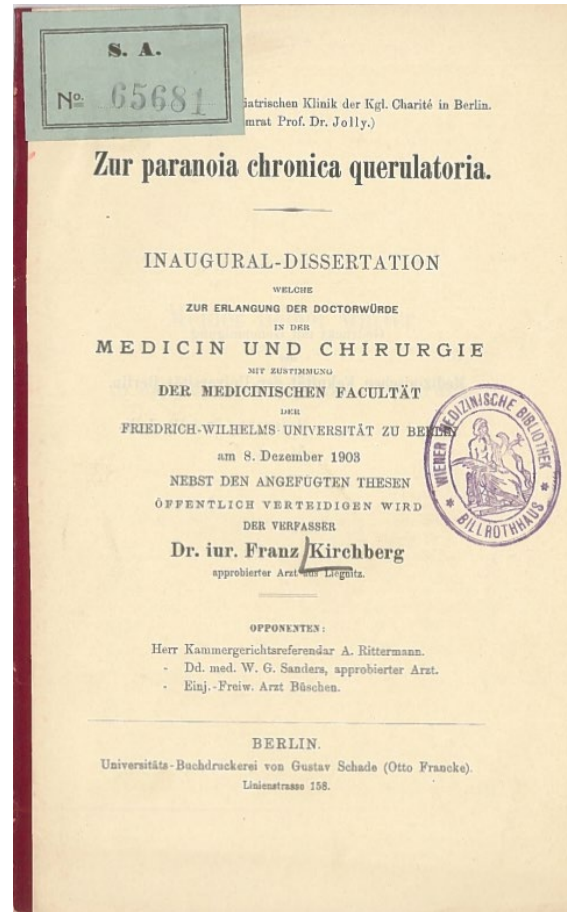 S. A.
No. 65681
iatrischen Klinik der Kgl. Charité in Berlin.
mrat Prof. Dr. Jolly.)
Zur paranoia chronica querulatoria.
INAUGURAL-DISSERTATION
WELCHE
ZUR ERLANGUNG DER DOCTORWÜRDE
IN DER
MEDICIN UND CHIRURGIE
MIT ZUSTIMMUNG
DER MEDICINISCHEN FACULTÄT
DER
FRIEDRICH-WILHELMS-UNIVERSITÄT ZU BERLIN
am 8. Dezember 1903
NEBST DEN ANGEFÜGTEN THESEN
ÖFFENTLICH VERTEIDIGEN WIRD
DER VERFASSER
Dr. iur. Franz Kirchberg
approbierter Arzt aus Liegnitz.
WIENER MEDIZINISCHE BIBLIOTHEK
* BILLROTHHAUS *
OPPONENTEN:
Herr Kammergerichtsreferendar A. Rittermann.
- Dd. med. W. G. Sanders, approbierter Arzt.
- Einj.-Freiw. Arzt Büschen.
BERLIN.
Universitäts-Buchdruckerei von Gustav Schade (Otto Francke).
Linienstrasse 158.